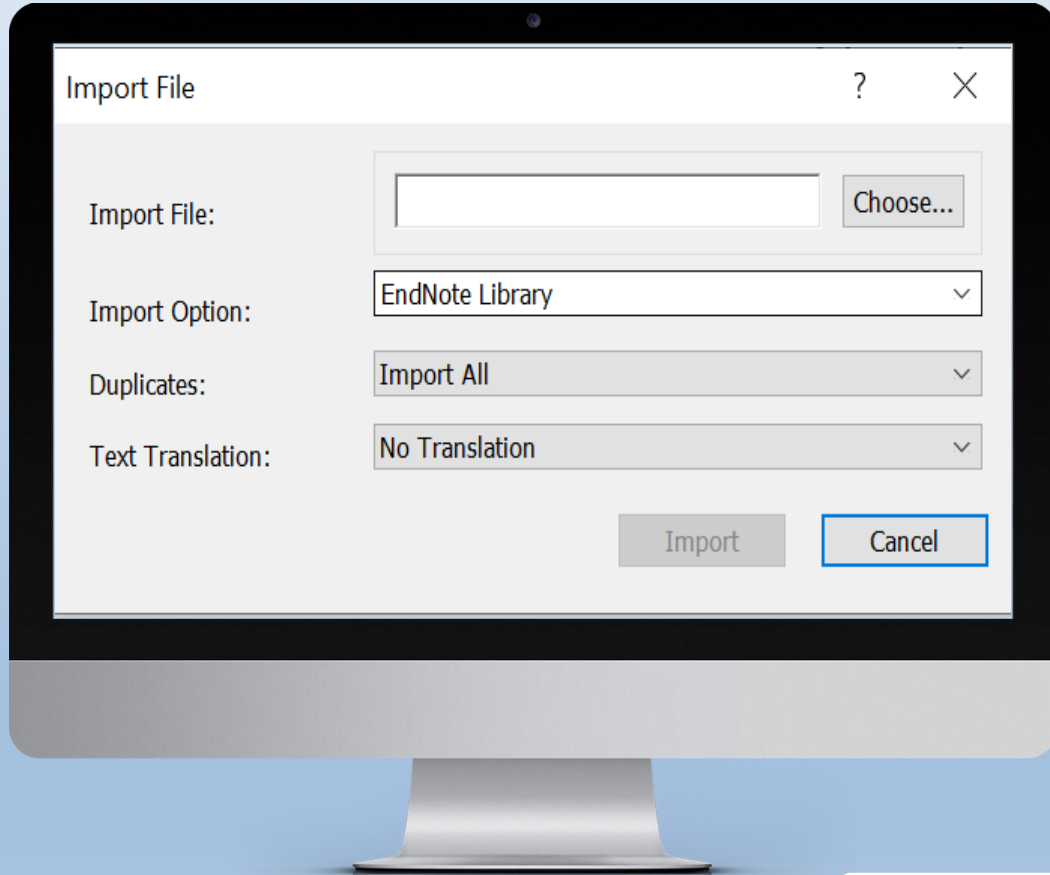 Import File ?
Import File: Choose...
Import Option: EndNote Library
Duplicates: Import All
Text Translation: No Translation
Import Cancel